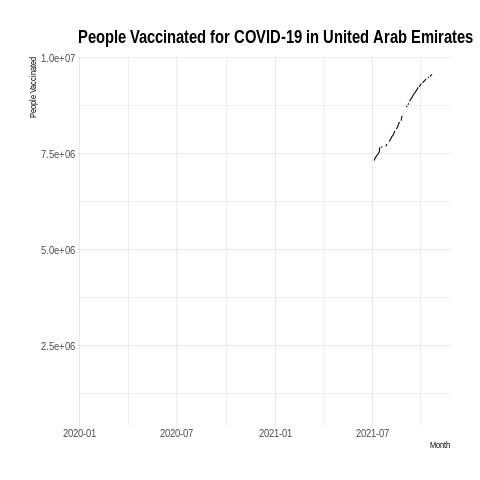 People Vaccinated for COVID-19 in United Arab Emirates
People Vaccinated
1.0e+07
7.5e+06
5.0e+06
2.5e+06
2020-01
2020-07
2021-01
2021-07
Month